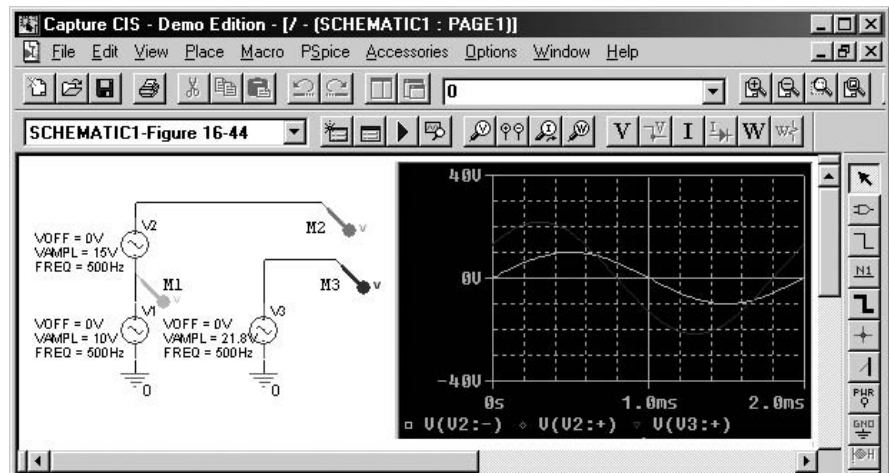 Capture CIS - Demo Edition - [/ - (SCHEMATIC1 : PAGE1)]
File Edit View Place Macro PSpice Accessories Options Window Help
0
SCHEMATIC1-Figure 16-44
V I W
N1
PWR
GND
H
V2
VOFF = 0V
VAMPL = 15V
FREQ = 500Hz
M2 V
M1
V
M3 V
V1
VOFF = 0V
VAMPL = 10V
FREQ = 500Hz
V3
VOFF = 0V
VAMPL = 21.8V
FREQ = 500Hz
0
0
40V
0V
-40V
0s 1.0ms 2.0ms
V(V2:-) V(V2:+) V(V3:+)